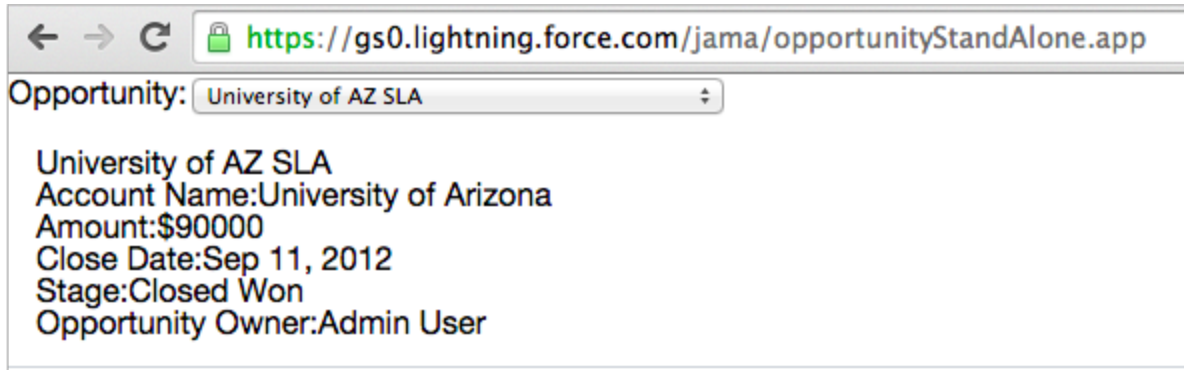 https://gs0.lightning.force.com/jama/opportunityStandAlone.app
Opportunity: University of AZ SLA
University of AZ SLA
Account Name:University of Arizona
Amount:$90000
Close Date:Sep 11, 2012
Stage:Closed Won
Opportunity Owner:Admin User